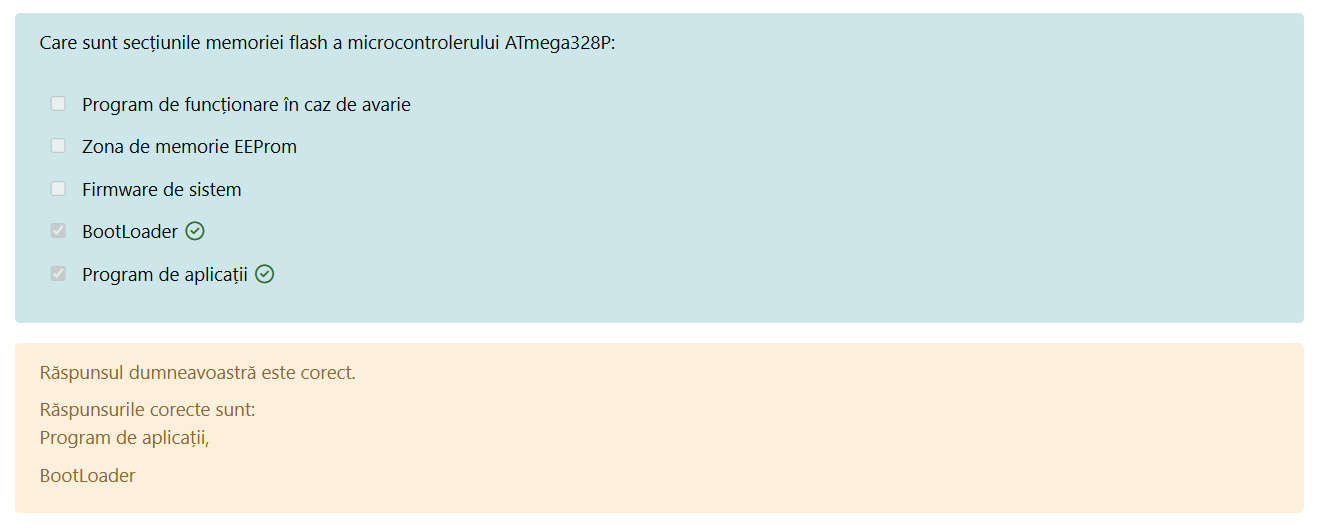 Care sunt secțiunile memoriei flash a microcontrolerului ATmega328P:
Program de funcționare în caz de avarie
Zona de memorie EEProm
Firmware de sistem
BootLoader
Program de aplicații
Răspunsul dumneavoastră este corect.
Răspunsurile corecte sunt:
Program de aplicații,
BootLoader